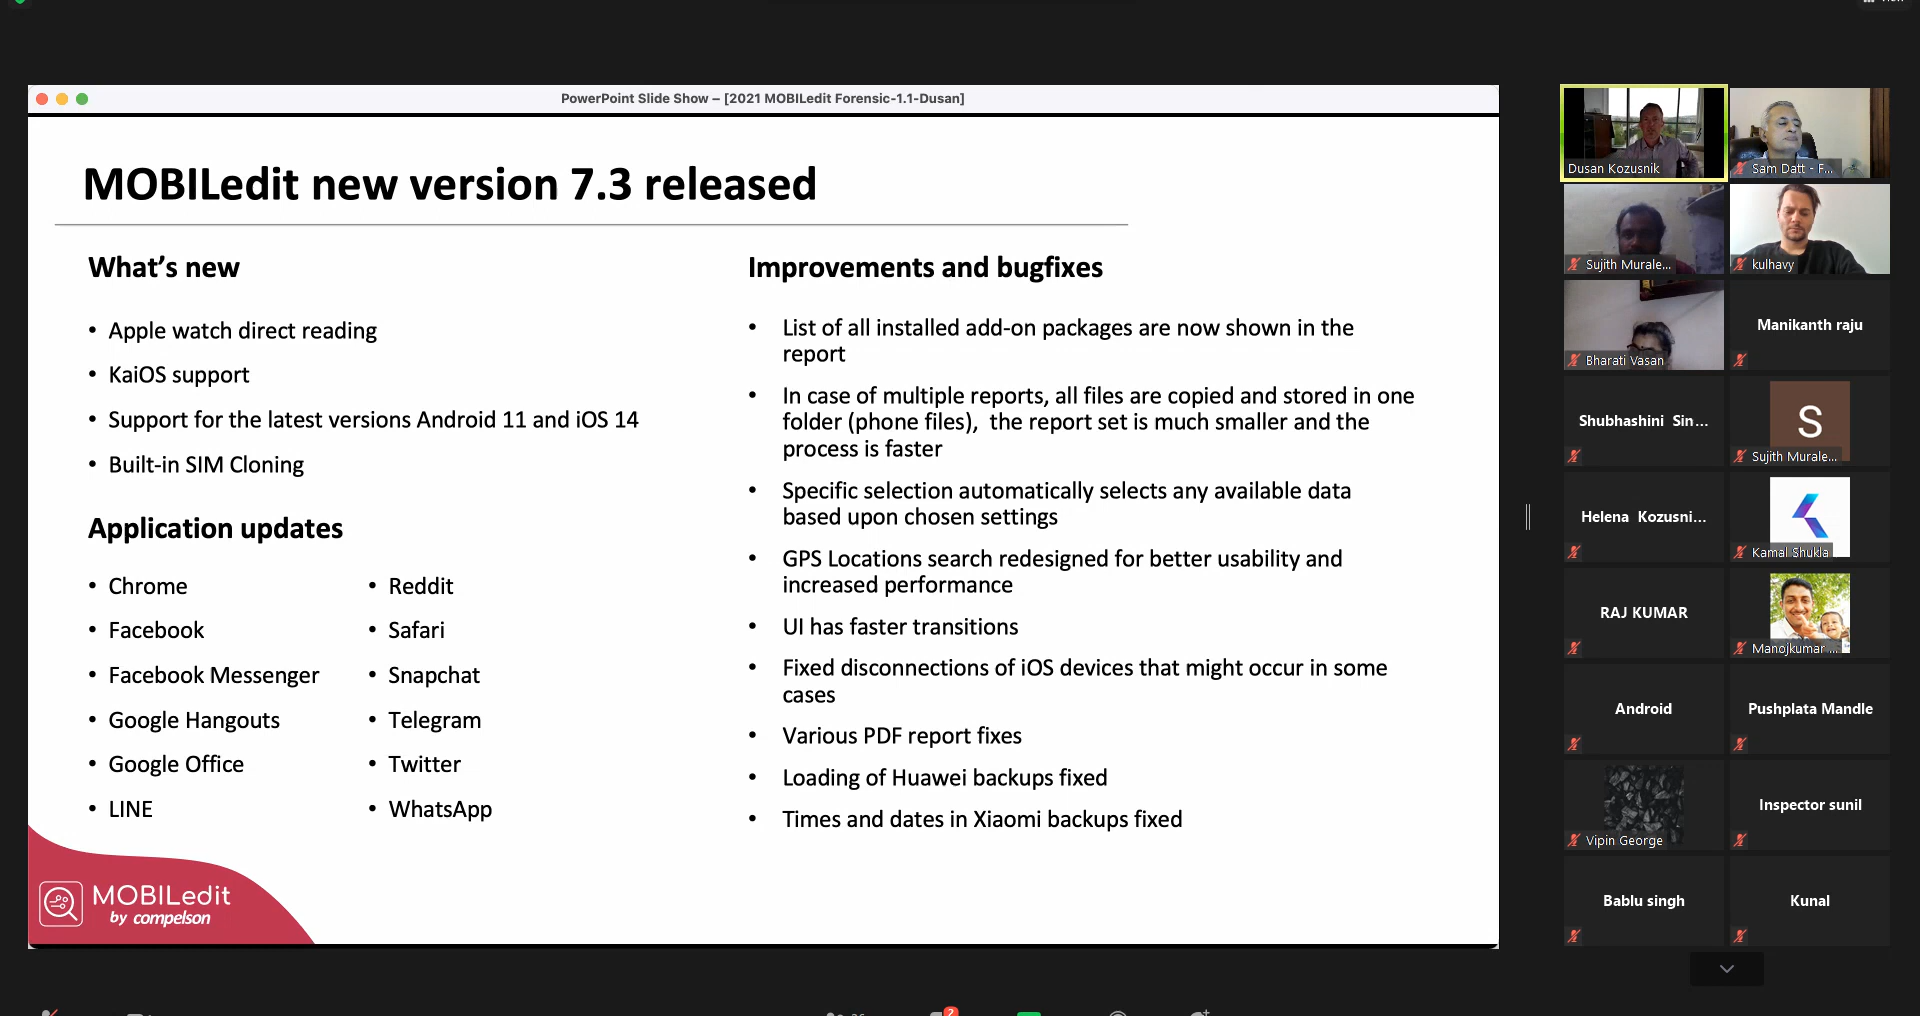 PowerPoint Slide Show – [2021 MOBILedit Forensic-1.1-Dusan]
MOBILedit new version 7.3 released
What’s new
• Apple watch direct reading
• KaiOS support
• Support for the latest versions Android 11 and iOS 14
• Built-in SIM Cloning
Application updates
• Chrome
• Facebook
• Facebook Messenger
• Google Hangouts
• Google Office
• LINE
• Reddit
• Safari
• Snapchat
• Telegram
• Twitter
• WhatsApp
Improvements and bugfixes
• List of all installed add-on packages are now shown in the
report
• In case of multiple reports, all files are copied and stored in one
folder (phone files),  the report set is much smaller and the
process is faster
• Specific selection automatically selects any available data
based upon chosen settings
• GPS Locations search redesigned for better usability and
increased performance
• UI has faster transitions
• Fixed disconnections of iOS devices that might occur in some
cases
• Various PDF report fixes
• Loading of Huawei backups fixed
• Times and dates in Xiaomi backups fixed
MOBILedit
by compelson
Dusan Kozusnik
Sam Datt - F...
Sujith Murale...
kulhavy
Bharati Vasan
Manikanth raju
Shubhashini Sin...
S
Sujith Murale...
Helena Kozusni...
Kamal Shukla
RAJ KUMAR
Manojkumar ...
Android
Pushplata Mandle
Vipin George
Inspector sunil
Bablu singh
Kunal
2